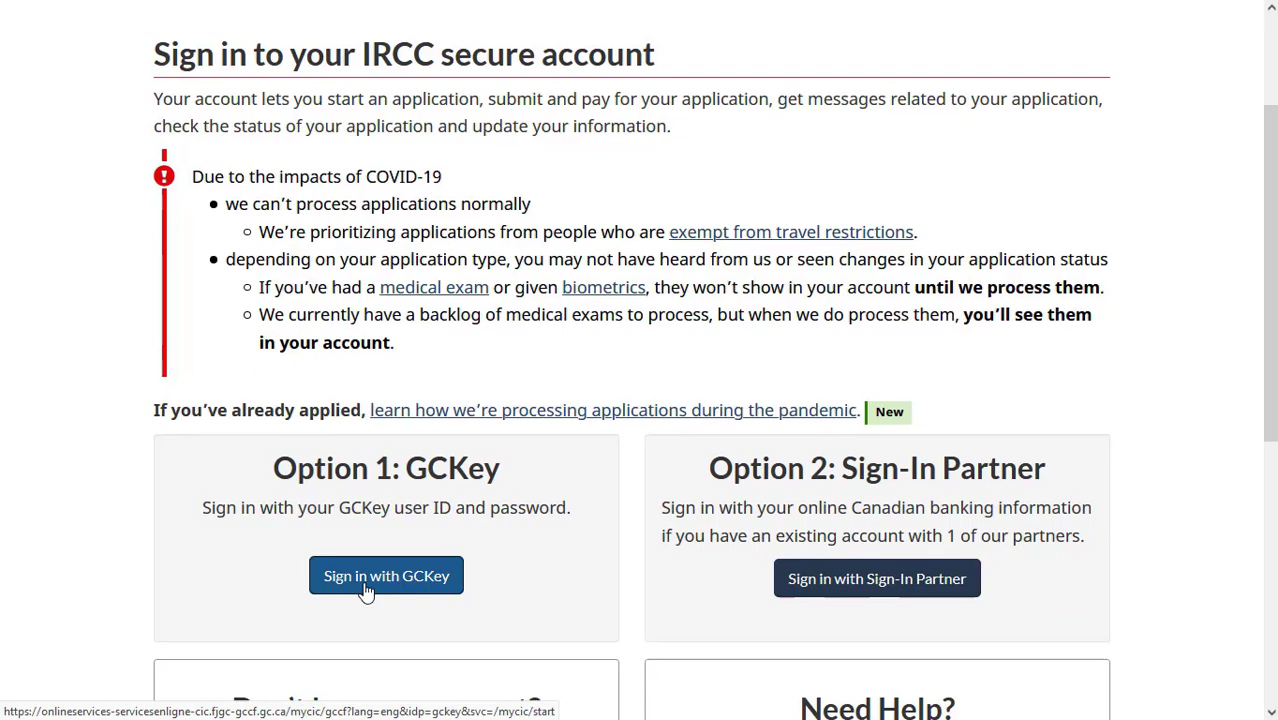 Sign in to your IRCC secure account
Your account lets you start an application, submit and pay for your application, get messages related to your application,
check the status of your application and update your information.
Due to the impacts of COVID-19
we can't process applications normally
We're prioritizing applications from people who are exempt from travel restrictions.
depending on your application type, you may not have heard from us or seen changes in your application status
If you've had a medical exam or given biometrics, they won't show in your account until we process them.
We currently have a backlog of medical exams to process, but when we do process them, you'll see them
in your account.
If you've already applied, learn how we're processing applications during the pandemic. New
Option 1: GCKey
Sign in with your GCKey user ID and password.
Sign in with GCKey
Option 2: Sign-In Partner
Sign in with your online Canadian banking information
if you have an existing account with 1 of our partners.
Sign in with Sign-In Partner
Need Help?
https://onlineservices-servicesenligne-cic.fjgc-gccf.gc.ca/mycic/gccf?lang=eng&idp=gckey&svc=/mycic/start